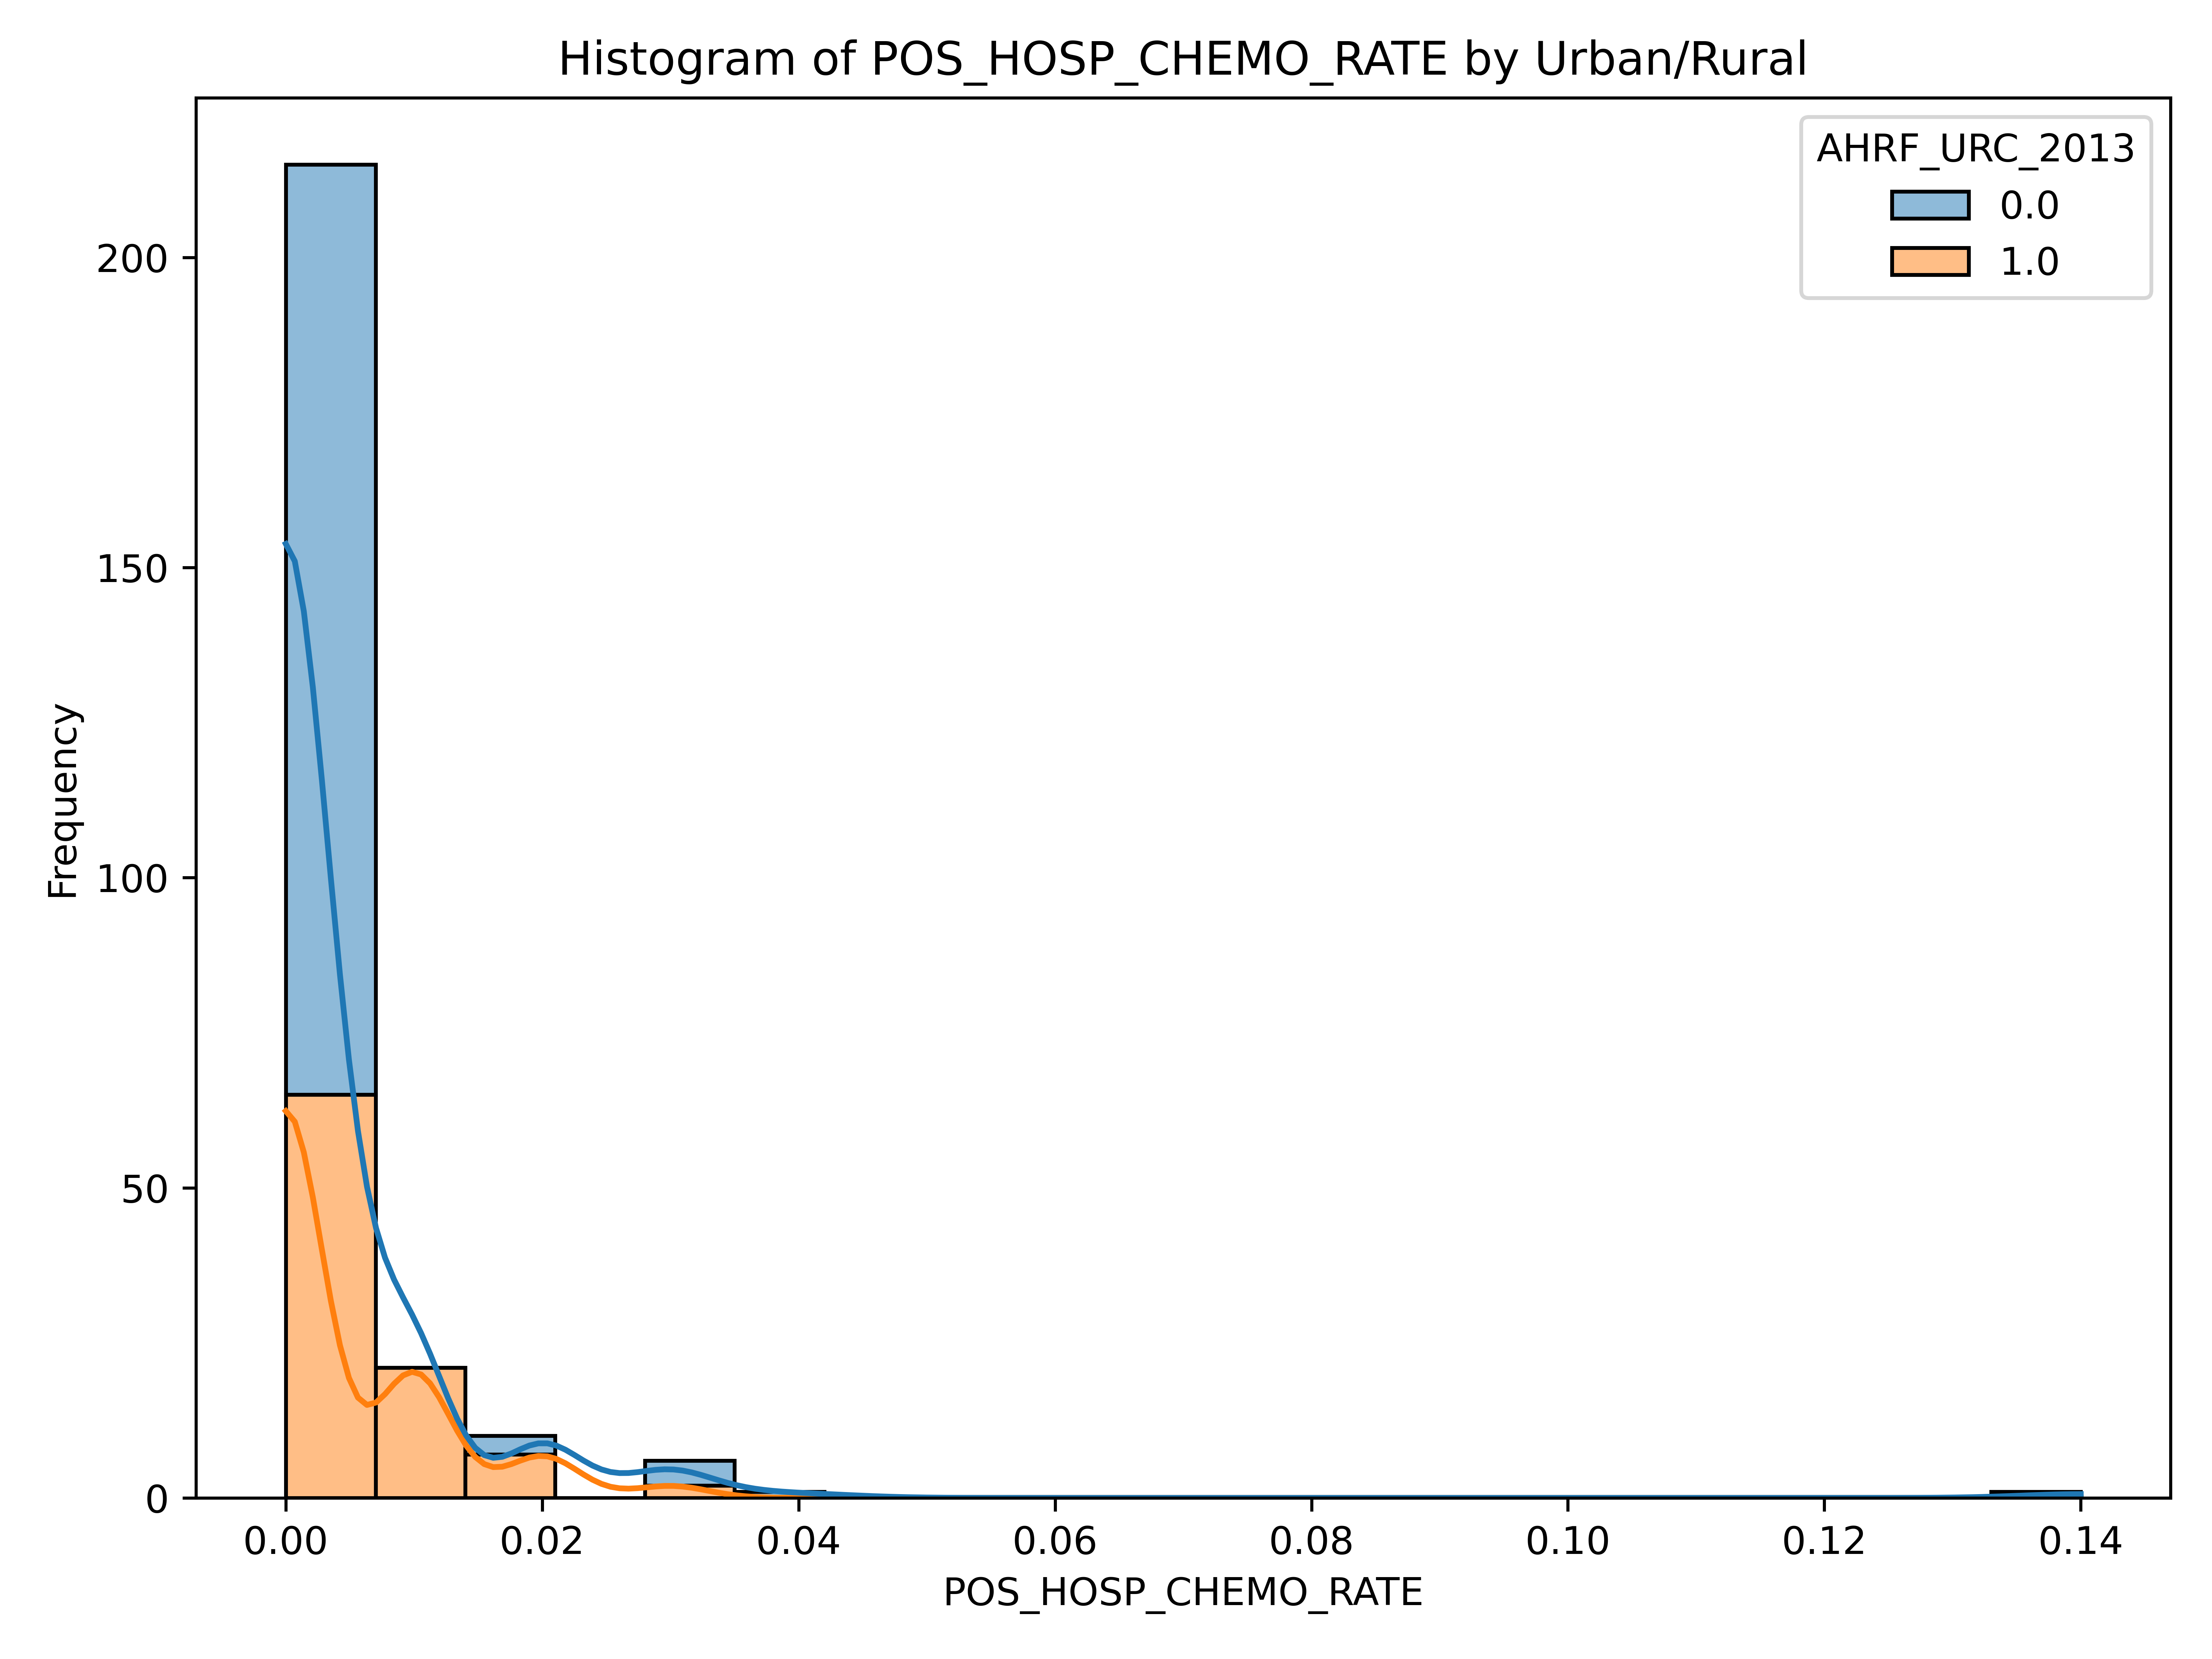 Histogram of POS_HOSP_CHEMO_RATE by Urban/Rural
AHRF_URC_2013
0.0
1.0
200
150
100
50
0
Frequency
0.00 0.02 0.04 0.06 0.08 0.10 0.12 0.14
POS_HOSP_CHEMO_RATE